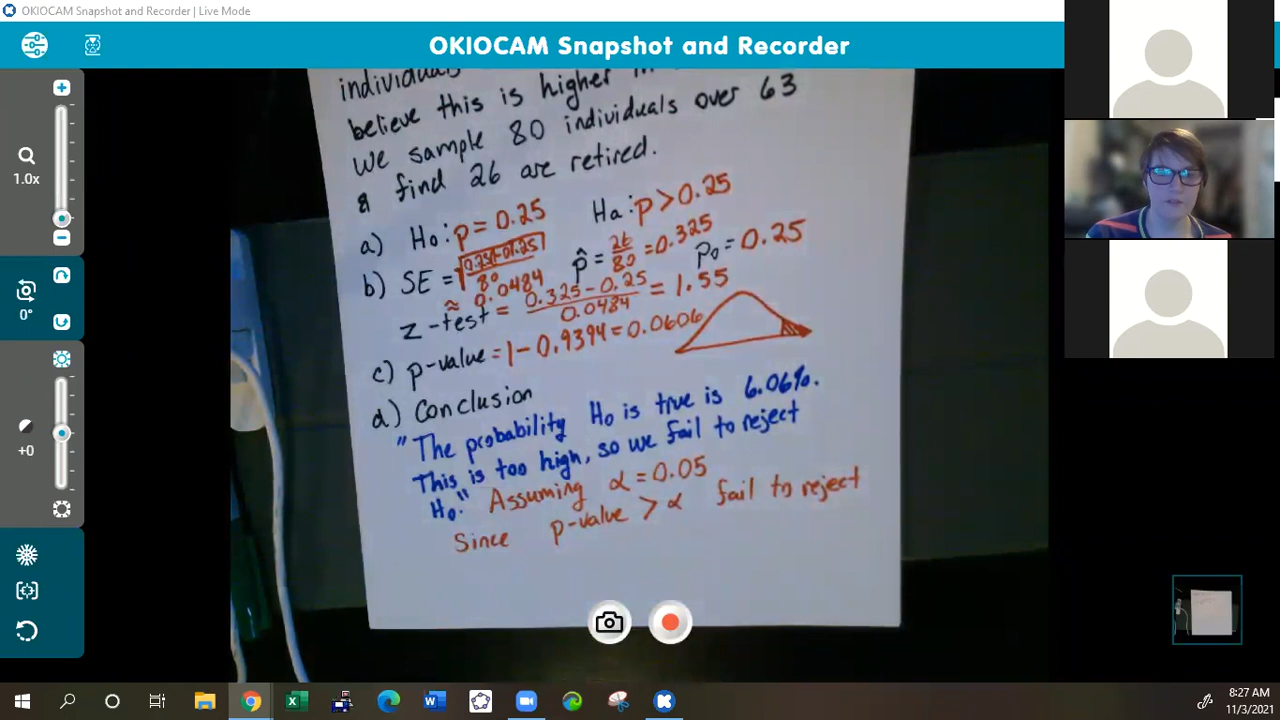 OKIOCAM Snapshot and Recorder | Live Mode
OKIOCAM Snapshot and Recorder
1.0x
0°
+0
individuals
believe this is higher in
We sample 80 individuals over 63
& find 26 are retired.
a) Ho: p = 0.25 Ha: p > 0.25
b) SE = √0.25(1-0.25)/80 p̂ = 26/80 = 0.325 p₀ = 0.25
≈ 0.0484
z-test = 0.325 - 0.25/0.0484 = 1.55
c) p-value = 1 - 0.9394 = 0.0606
d) Conclusion
"The probability Ho is true is 6.06%.
This is too high, so we fail to reject
Ho." Assuming α = 0.05
Since p-value > α fail to reject
8:27 AM
11/3/2021